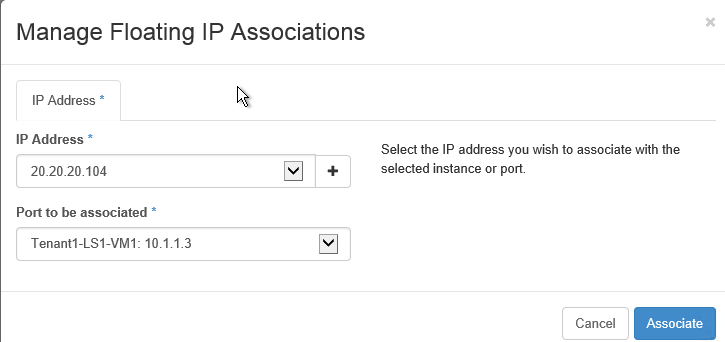 Manage Floating IP Associations
×
IP Address *
IP Address *
20.20.20.104
+
Select the IP address you wish to associate with the
selected instance or port.
Port to be associated *
Tenant1-LS1-VM1: 10.1.1.3
Cancel
Associate